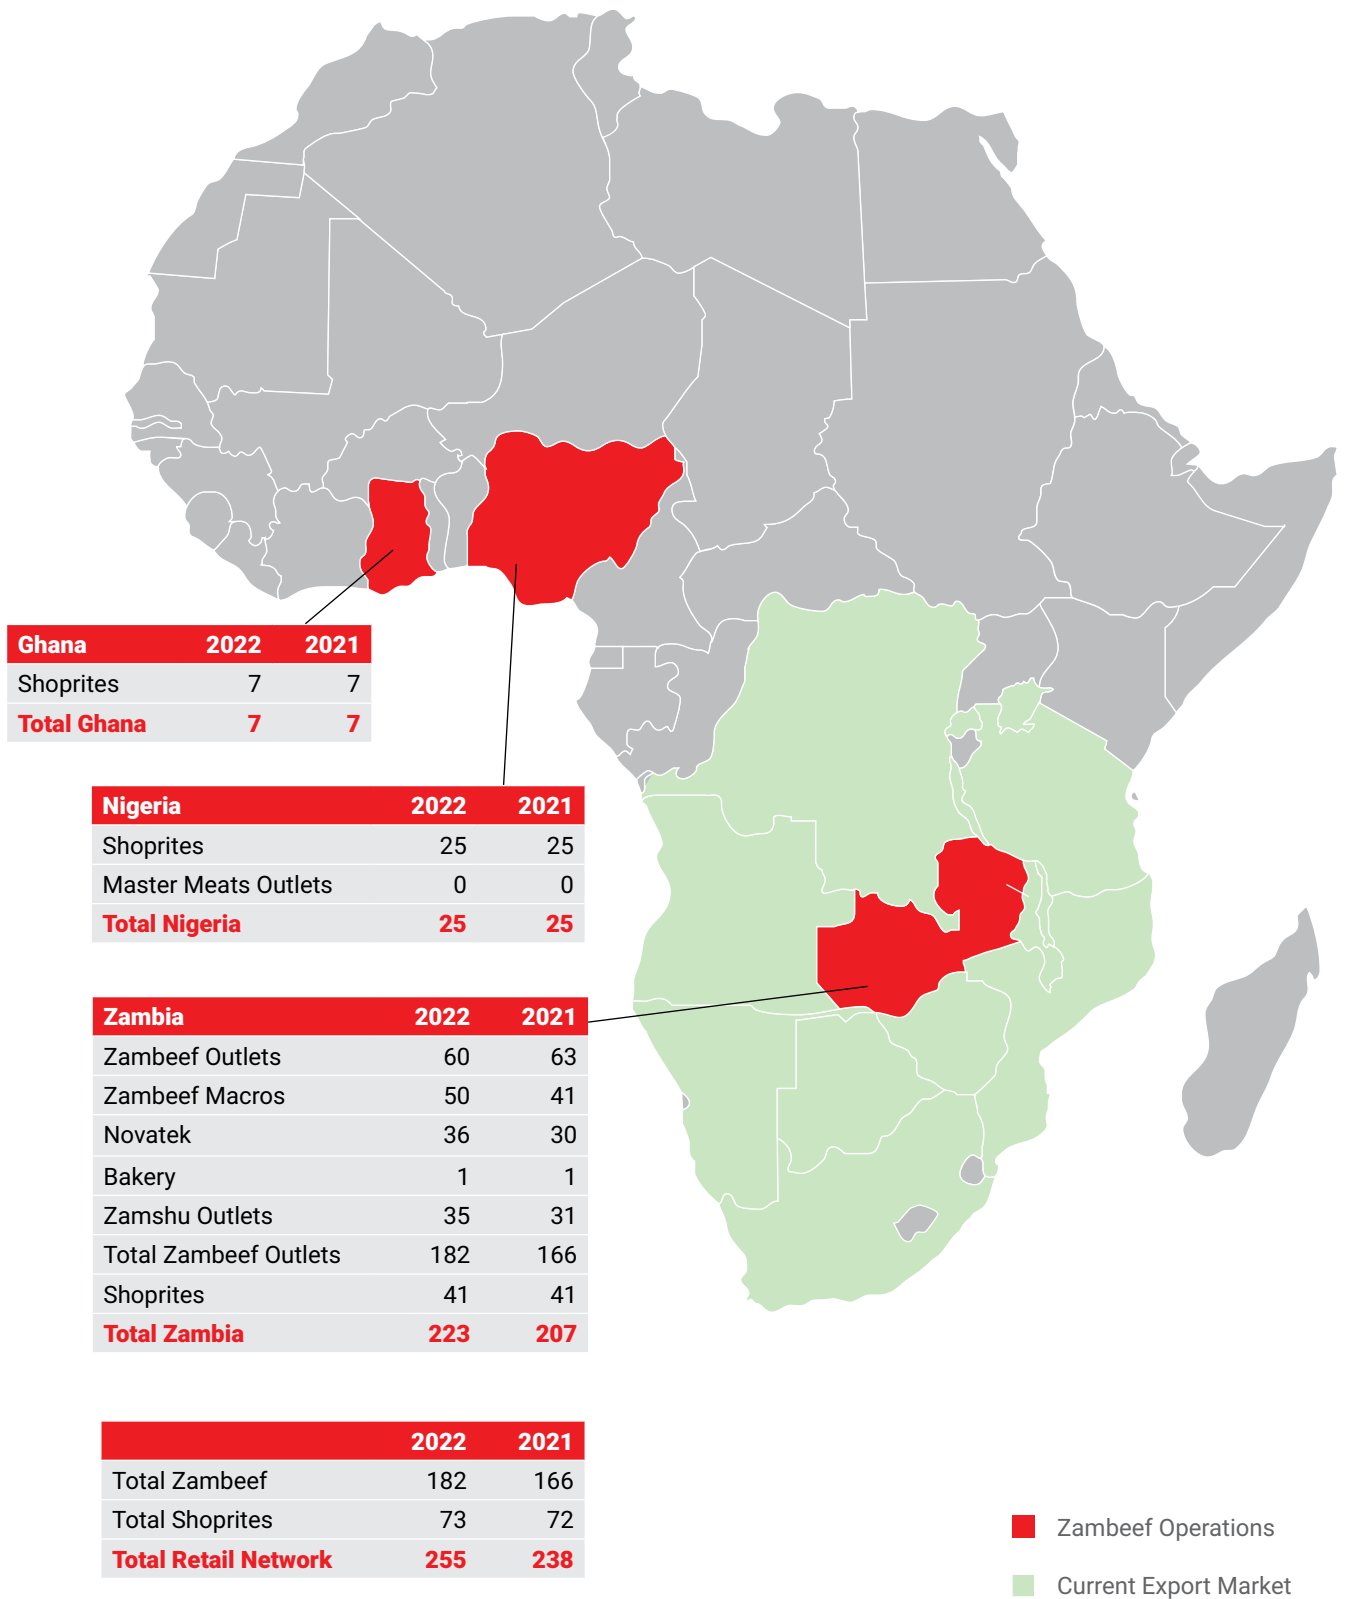 Ghana 2022 2021
Shoprites 7 7
Total Ghana 7 7
Nigeria 2022 2021
Shoprites 25 25
Master Meats Outlets 0 0
Total Nigeria 25 25
Zambia 2022 2021
Zambeef Outlets 60 63
Zambeef Macros 50 41
Novatek 36 30
Bakery 1 1
Zamshu Outlets 35 31
Total Zambeef Outlets 182 166
Shoprites 41 41
Total Zambia 223 207
2022 2021
Total Zambeef 182 166
Total Shoprites 73 72
Total Retail Network 255 238
Zambeef Operations
Current Export Market